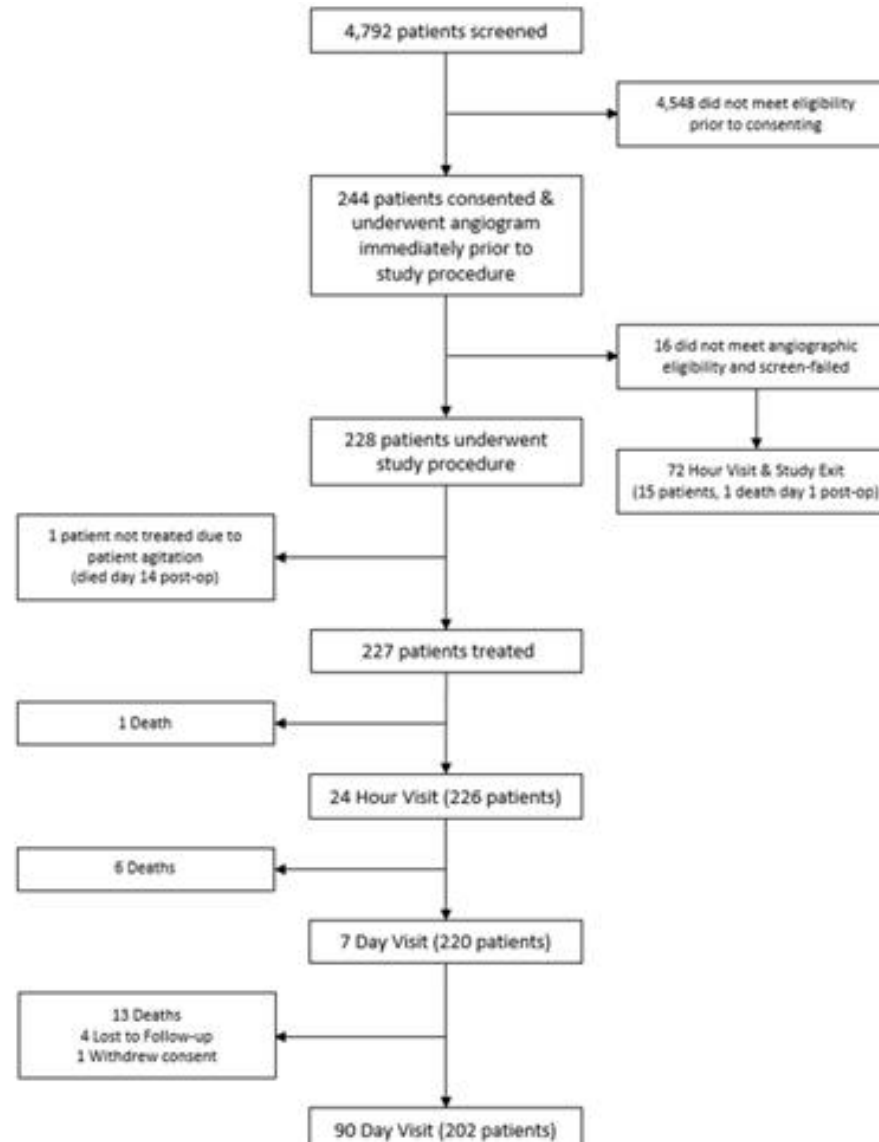 4,792 patients screened
4,548 did not meet eligibility
prior to consenting
244 patients consented &
underwent angiogram
immediately prior to
study procedure
16 did not meet angiographic
eligibility and screen-failed
228 patients underwent
study procedure
72 Hour Visit & Study Exit
(15 patients, 1 death day 1 post-op)
1 patient not treated due to
patient agitation
(died day 14 post-op)
227 patients treated
1 Death
24 Hour Visit (226 patients)
6 Deaths
7 Day Visit (220 patients)
13 Deaths
4 Lost to Follow-up
1 Withdrew consent
90 Day Visit (202 patients)